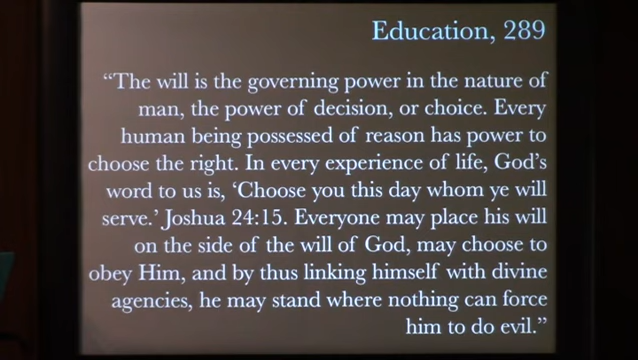 Education, 289
“The will is the governing power in the nature of
man, the power of decision, or choice. Every
human being possessed of reason has power to
choose the right. In every experience of life, God’s
word to us is, ‘Choose you this day whom ye will
serve.’ Joshua 24:15. Everyone may place his will
on the side of the will of God, may choose to
obey Him, and by thus linking himself with divine
agencies, he may stand where nothing can force
him to do evil.”